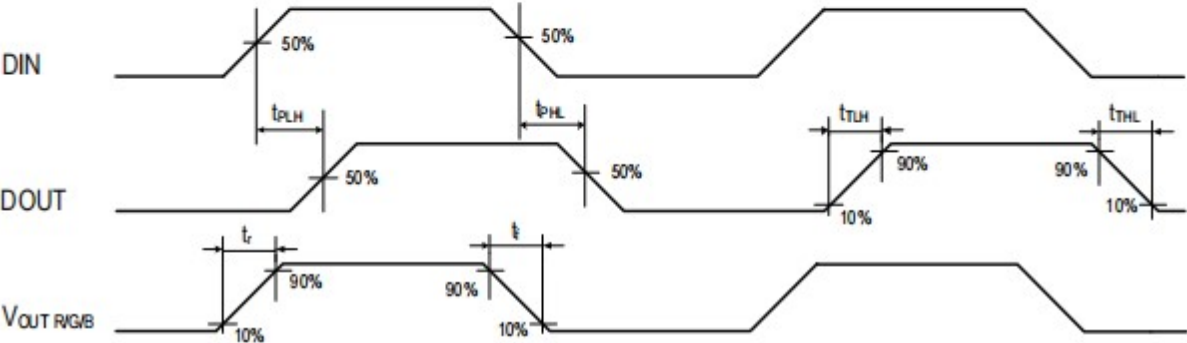 DIN
50%
50%
tPLH
tPHL
tTLH
tTHL
DOUT
50%
50%
90%
90%
10%
10%
tr
tf
VOUT R/G/B
90%
90%
10%
10%